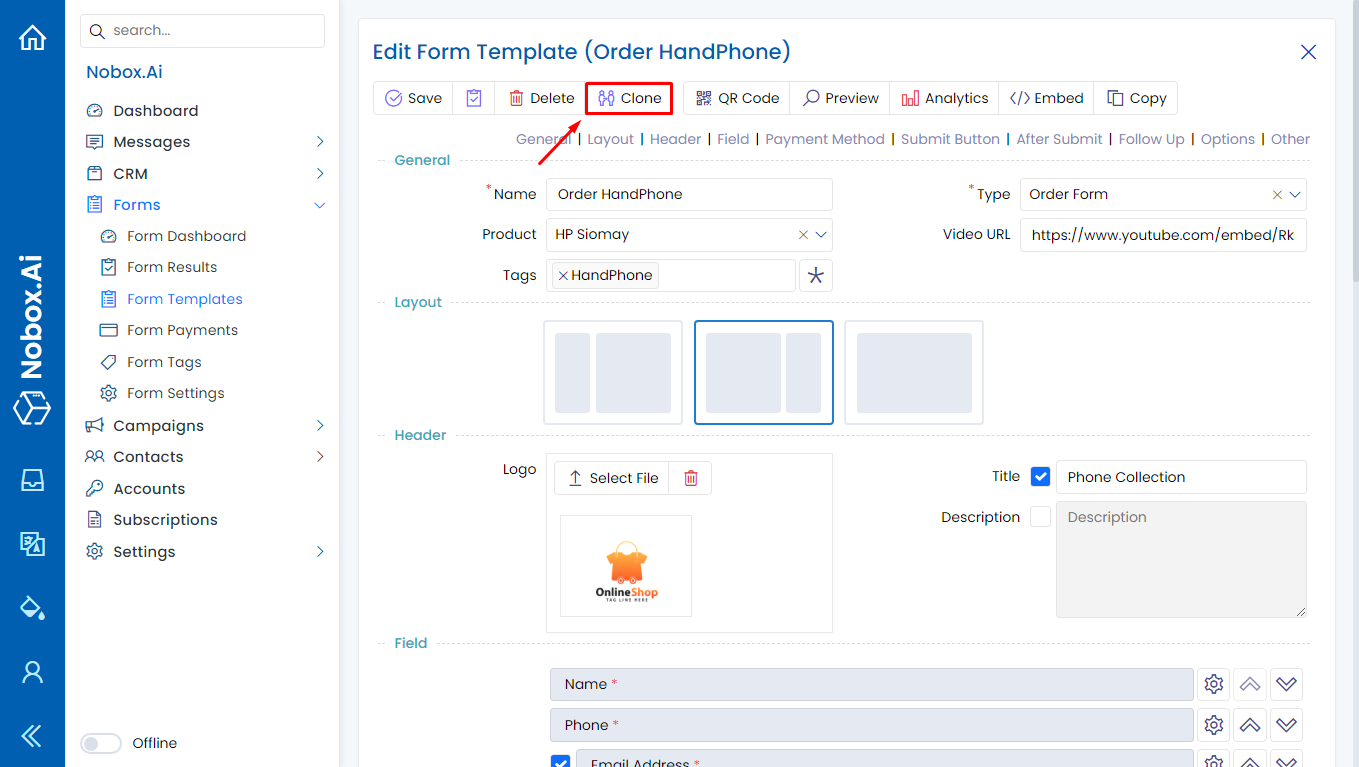 Nobox.Ai
search...
Nobox.Ai
Dashboard
Messages
CRM
Forms
Form Dashboard
Form Results
Form Templates
Form Payments
Form Tags
Form Settings
Campaigns
Contacts
Accounts
Subscriptions
Settings
Offline
Edit Form Template (Order HandPhone)
Save Delete Clone QR Code Preview Analytics </> Embed Copy
General | Layout | Header | Field | Payment Method | Submit Button | After Submit | Follow Up | Options | Other
General
* Name Order HandPhone * Type Order Form
Product HP Siomay Video URL https://www.youtube.com/embed/Rk
Tags × HandPhone
Layout
Header
Logo Select File Title Phone Collection
Description Description
OnlineShop
TAG LINE HERE
Field
Name *
Phone *
Email Address *